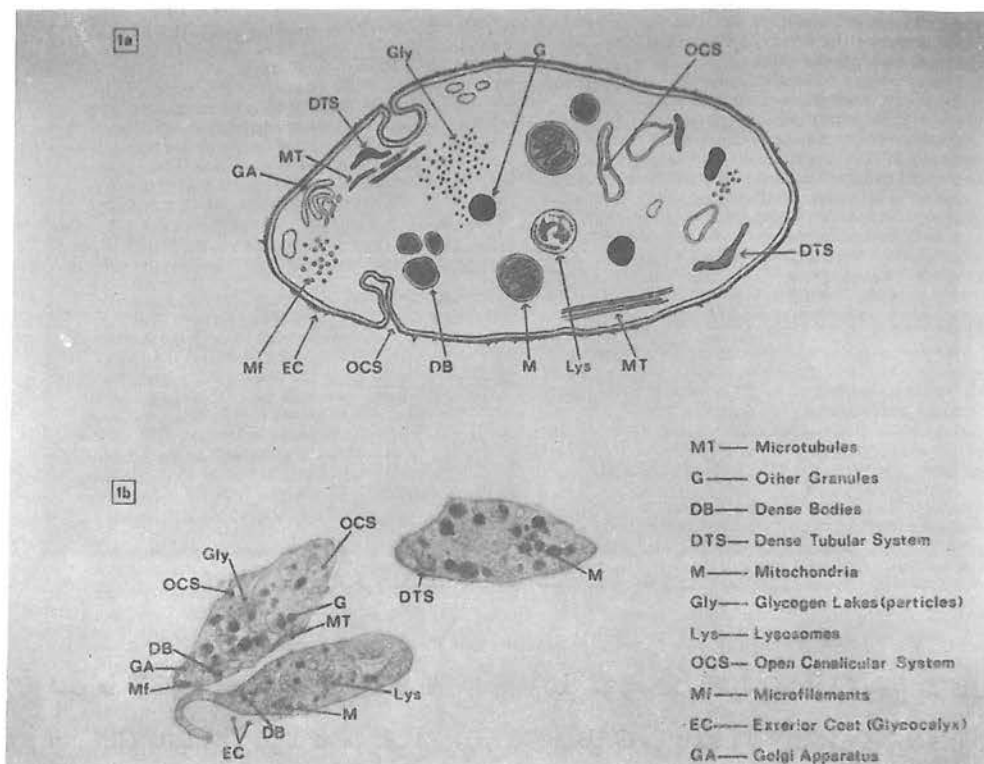 1a
Gly G OCS
DTS
MT
GA
DTS
Mf EC OCS DB M Lys MT
MT — Microtubules
1b
G — Other Granules
OCS
DB — Dense Bodies
Gly
DTS — Dense Tubular System
OCS
M
DTS
M — Mitochondria
G
Gly — Glycogen Lakes (particles)
MT
DB
Lys — Lysosomes
GA
OCS — Open Canalicular System
Mf
Lys
Mf — Microfilaments
M
DB
EC
EC — Exterior Coat (Glycocalyx)
GA — Golgi Apparatus